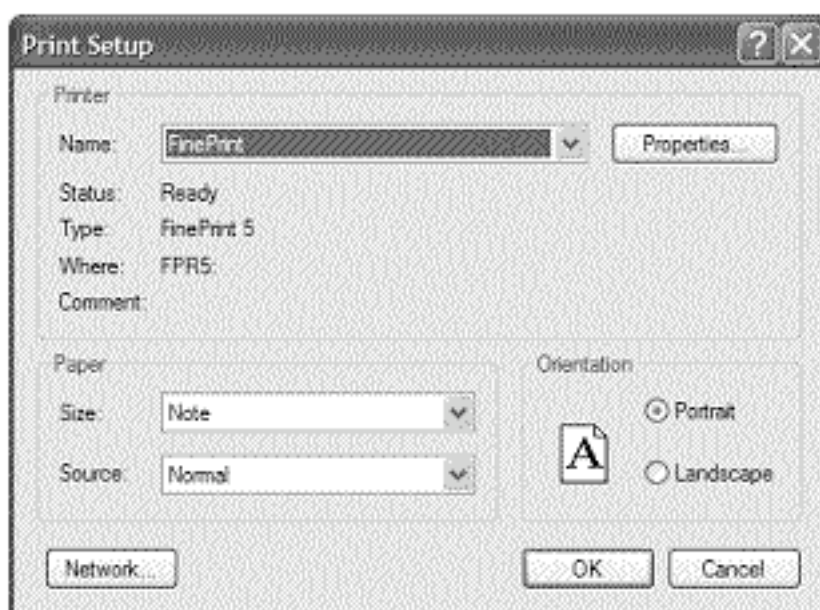 Print Setup
Printer
Name: FinePrint Properties...
Status: Ready
Type: FinePrint 5
Where: FPR5:
Comment:
Paper
Size: Note
Source: Normal
Orientation
A
Portrait
Landscape
Network... OK Cancel